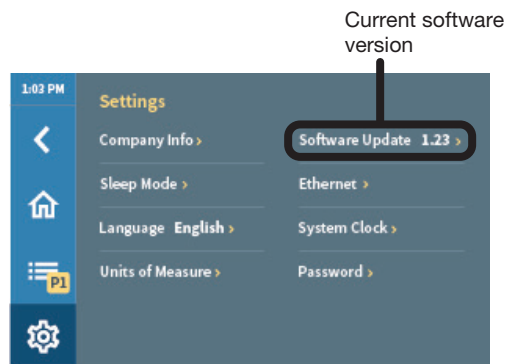 Current software
version
1:03 PM
Settings
Company Info >
Software Update 1.23 >
Sleep Mode >
Ethernet >
Language English >
System Clock >
Units of Measure >
Password >
P1